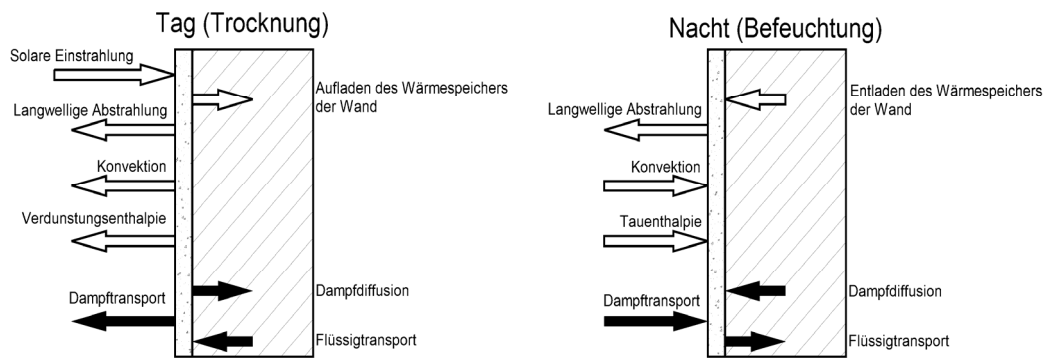 Tag (Trocknung)
Solare Einstrahlung
Aufladen des Wärmespeichers
der Wand
Langwellige Abstrahlung
Konvektion
Verdunstungsenthalpie
Dampfdiffusion
Dampftransport
Flüssigtransport
Nacht (Befeuchtung)
Entladen des Wärmespeichers
der Wand
Langwellige Abstrahlung
Konvektion
Tauenthalpie
Dampfdiffusion
Dampftransport
Flüssigtransport